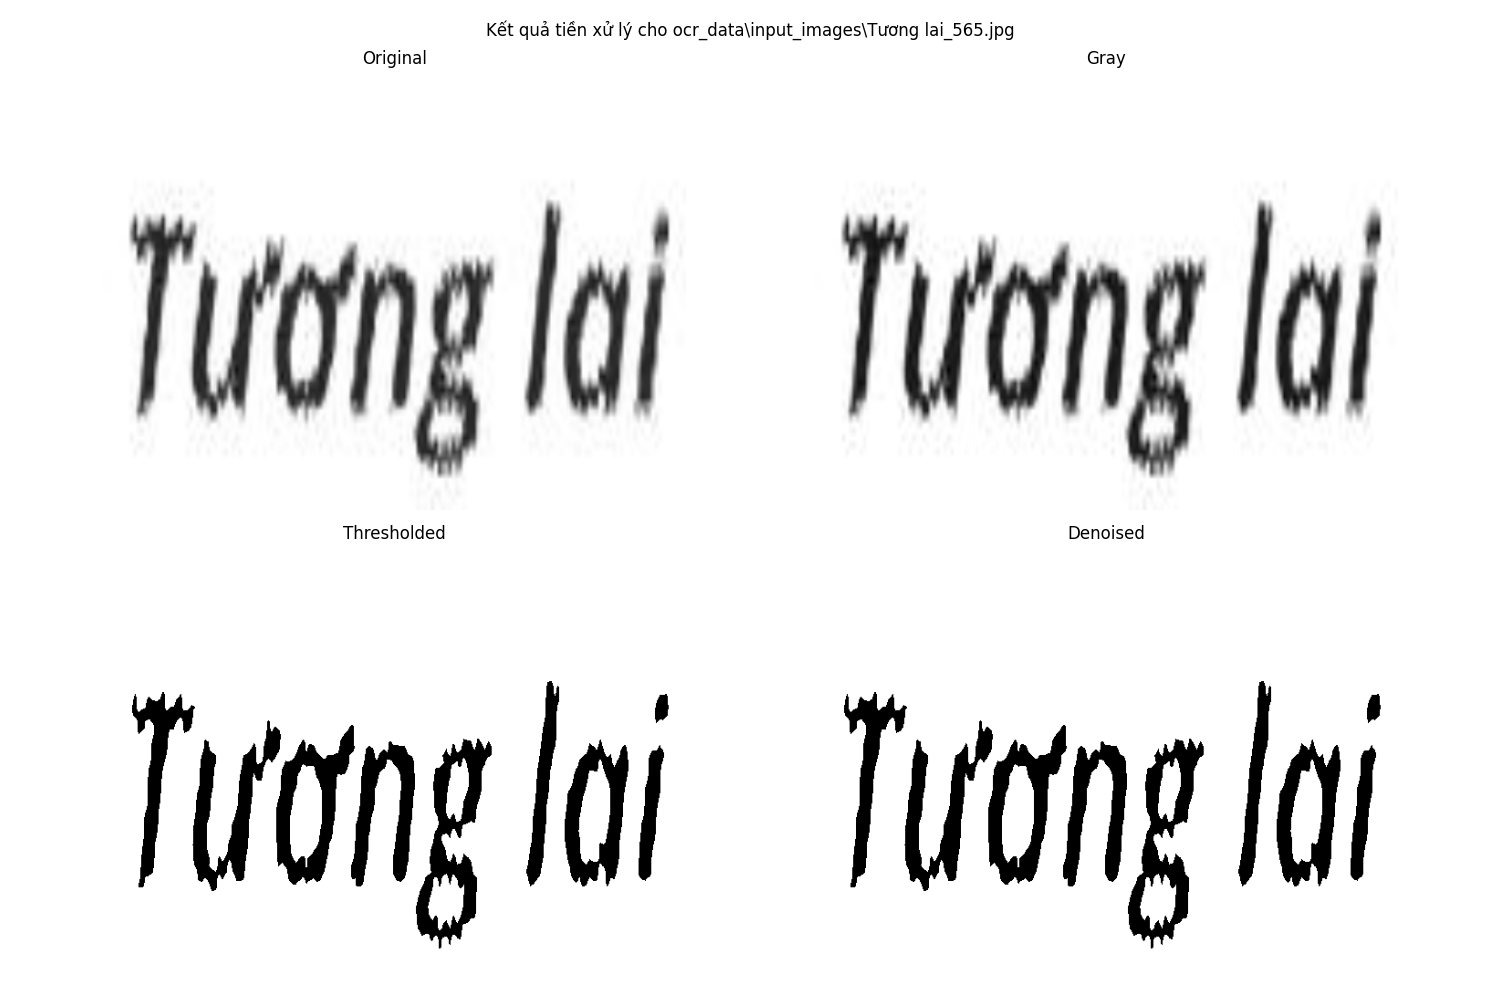 Kết quả tiền xử lý cho ocr_data\input_images\Tương lai_565.jpg
Original
Gray
Tương lai
Tương lai
Thresholded
Denoised
Tương lai
Tương lai